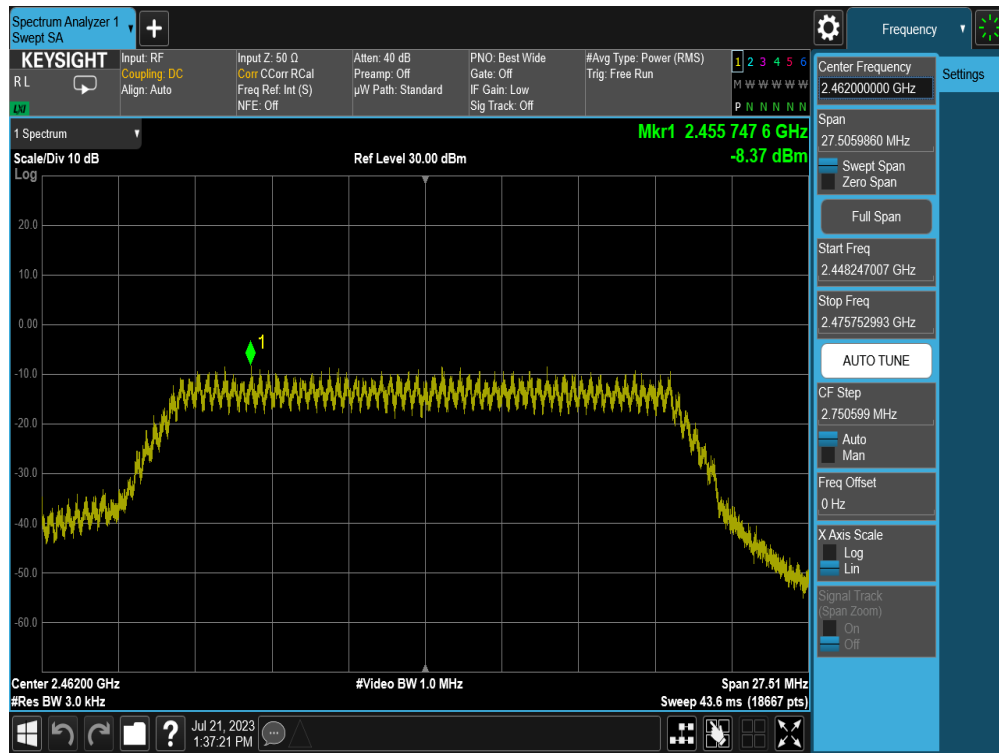 Spectrum Analyzer 1
Swept SA
+
Frequency
KEYSIGHT
R L
LXI
Input: RF
Coupling: DC
Align: Auto
Input Z: 50 Ω
Corr CCorr RCal
Freq Ref: Int (S)
NFE: Off
Atten: 40 dB
Preamp: Off
µW Path: Standard
PNO: Best Wide
Gate: Off
IF Gain: Low
Sig Track: Off
#Avg Type: Power (RMS)
Trig: Free Run
1 2 3 4 5 6
M W W W W W
P N N N N N
1 Spectrum
Scale/Div 10 dB
Log
Ref Level 30.00 dBm
Mkr1 2.455 747 6 GHz
-8.37 dBm
20.0
10.0
0.00
-10.0
-20.0
-30.0
-40.0
-50.0
-60.0
1
Center 2.46200 GHz
#Res BW 3.0 kHz
#Video BW 1.0 MHz
Span 27.51 MHz
Sweep 43.6 ms (18667 pts)
Center Frequency
2.462000000 GHz
Settings
Span
27.5059860 MHz
Swept Span
Zero Span
Full Span
Start Freq
2.448247007 GHz
Stop Freq
2.475752993 GHz
AUTO TUNE
CF Step
2.750599 MHz
Auto
Man
Freq Offset
0 Hz
X Axis Scale
Log
Lin
Signal Track
(Span Zoom)
On
Off
?
Jul 21, 2023
1:37:21 PM